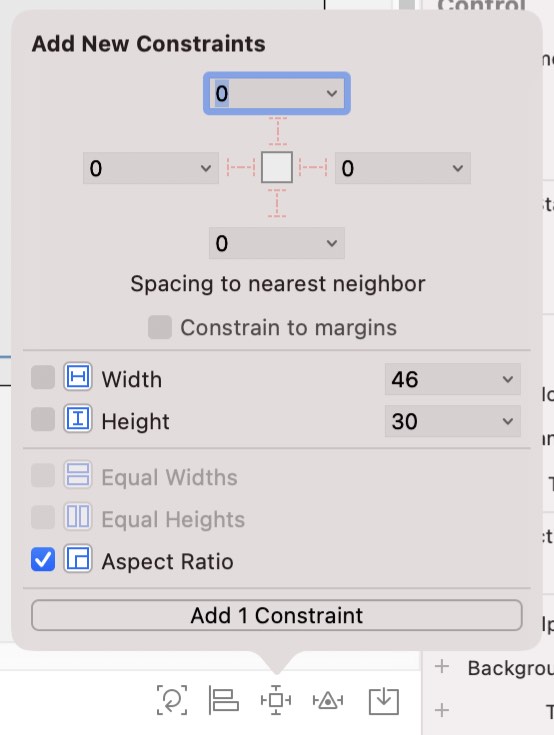 Control
Add New Constraints
0
0
0
0
Spacing to nearest neighbor
Constrain to margins
Width
46
Height
30
Equal Widths
Equal Heights
Aspect Ratio
Add 1 Constraint
+
+
T